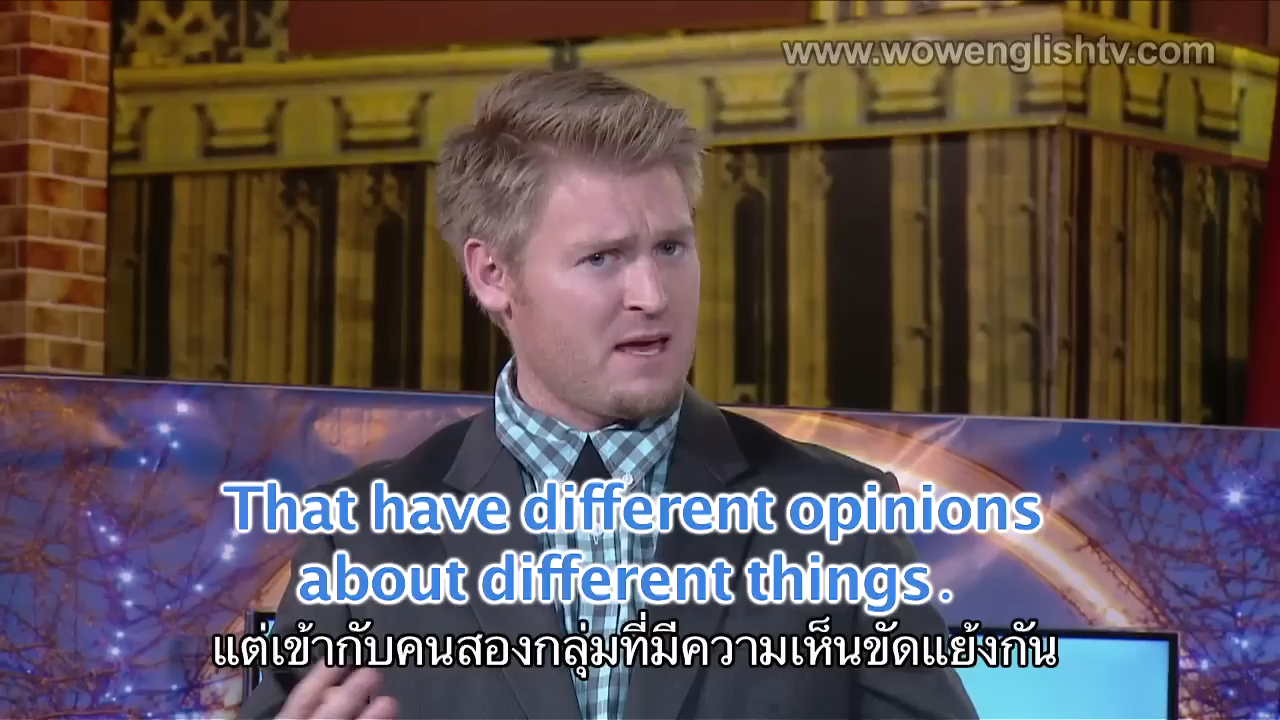 www.wowenglishtv.com
That have different opinions
about different things.
แต่เข้ากับคนสองกลุ่มที่มีความเห็นขัดแย้งกัน